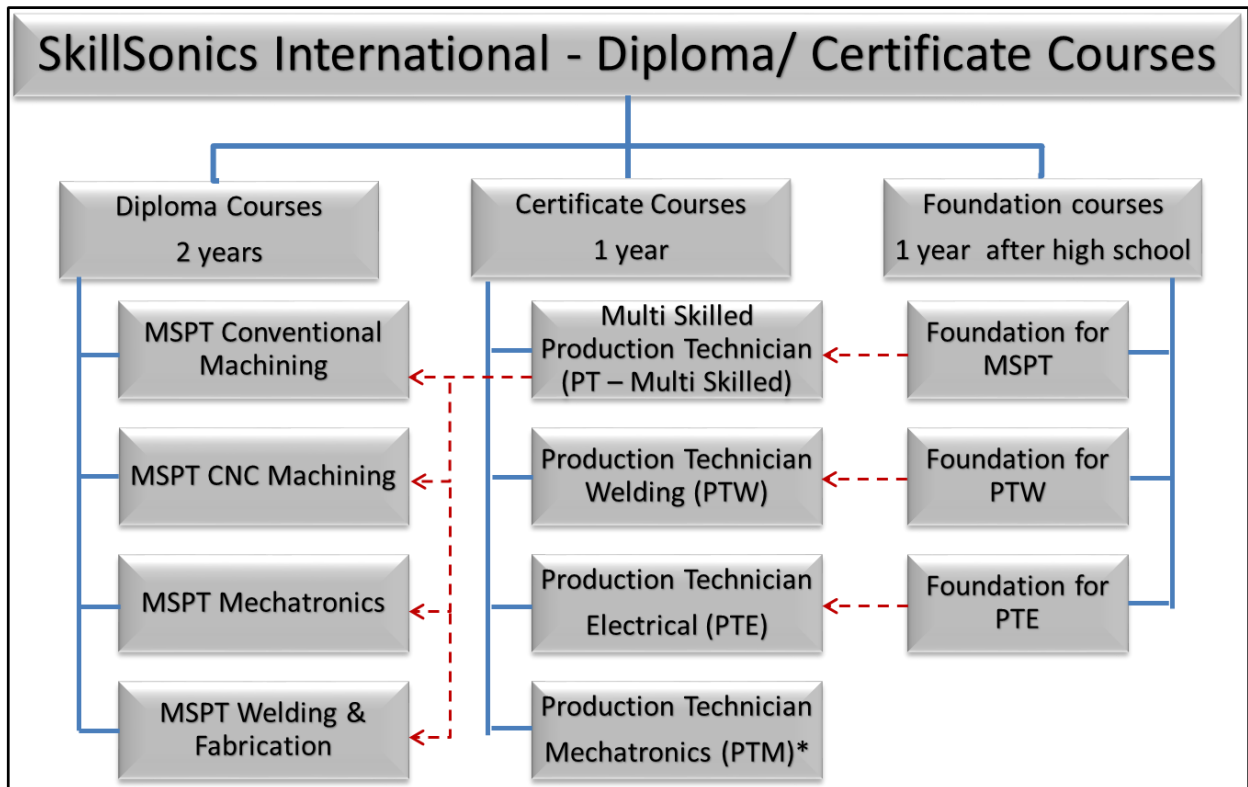 SkillSonics International - Diploma/ Certificate Courses
Diploma Courses
2 years
Certificate Courses
1 year
Foundation courses
1 year after high school
MSPT Conventional
Machining
MSPT CNC Machining
MSPT Mechatronics
MSPT Welding &
Fabrication
Multi Skilled
Production Technician
(PT – Multi Skilled)
Production Technician
Welding (PTW)
Production Technician
Electrical (PTE)
Production Technician
Mechatronics (PTM)*
Foundation for
MSPT
Foundation for
PTW
Foundation for
PTE